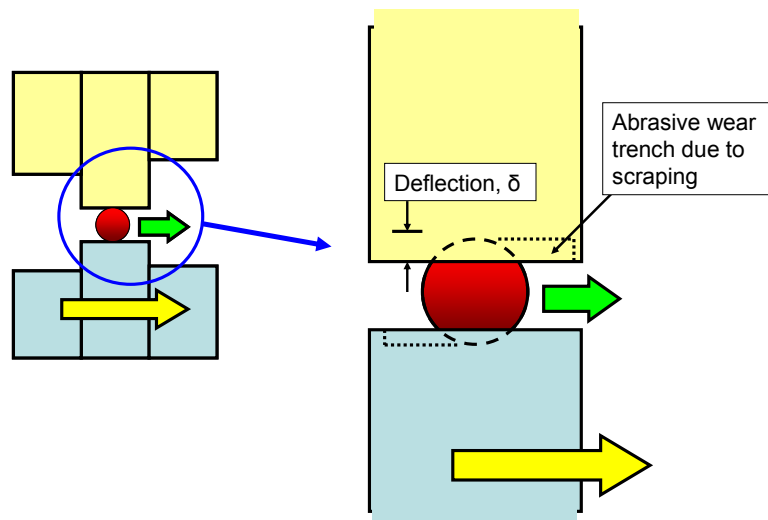 Abrasive wear
trench due to
scraping
Deflection, δ